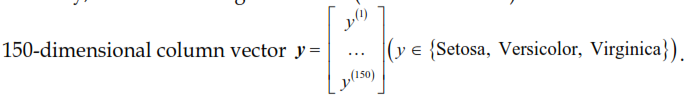 y⁽¹⁾
150-dimensional column vector y = [ … ] (y ∈ {Setosa, Versicolor, Virginica}).
y⁽¹⁵⁰⁾